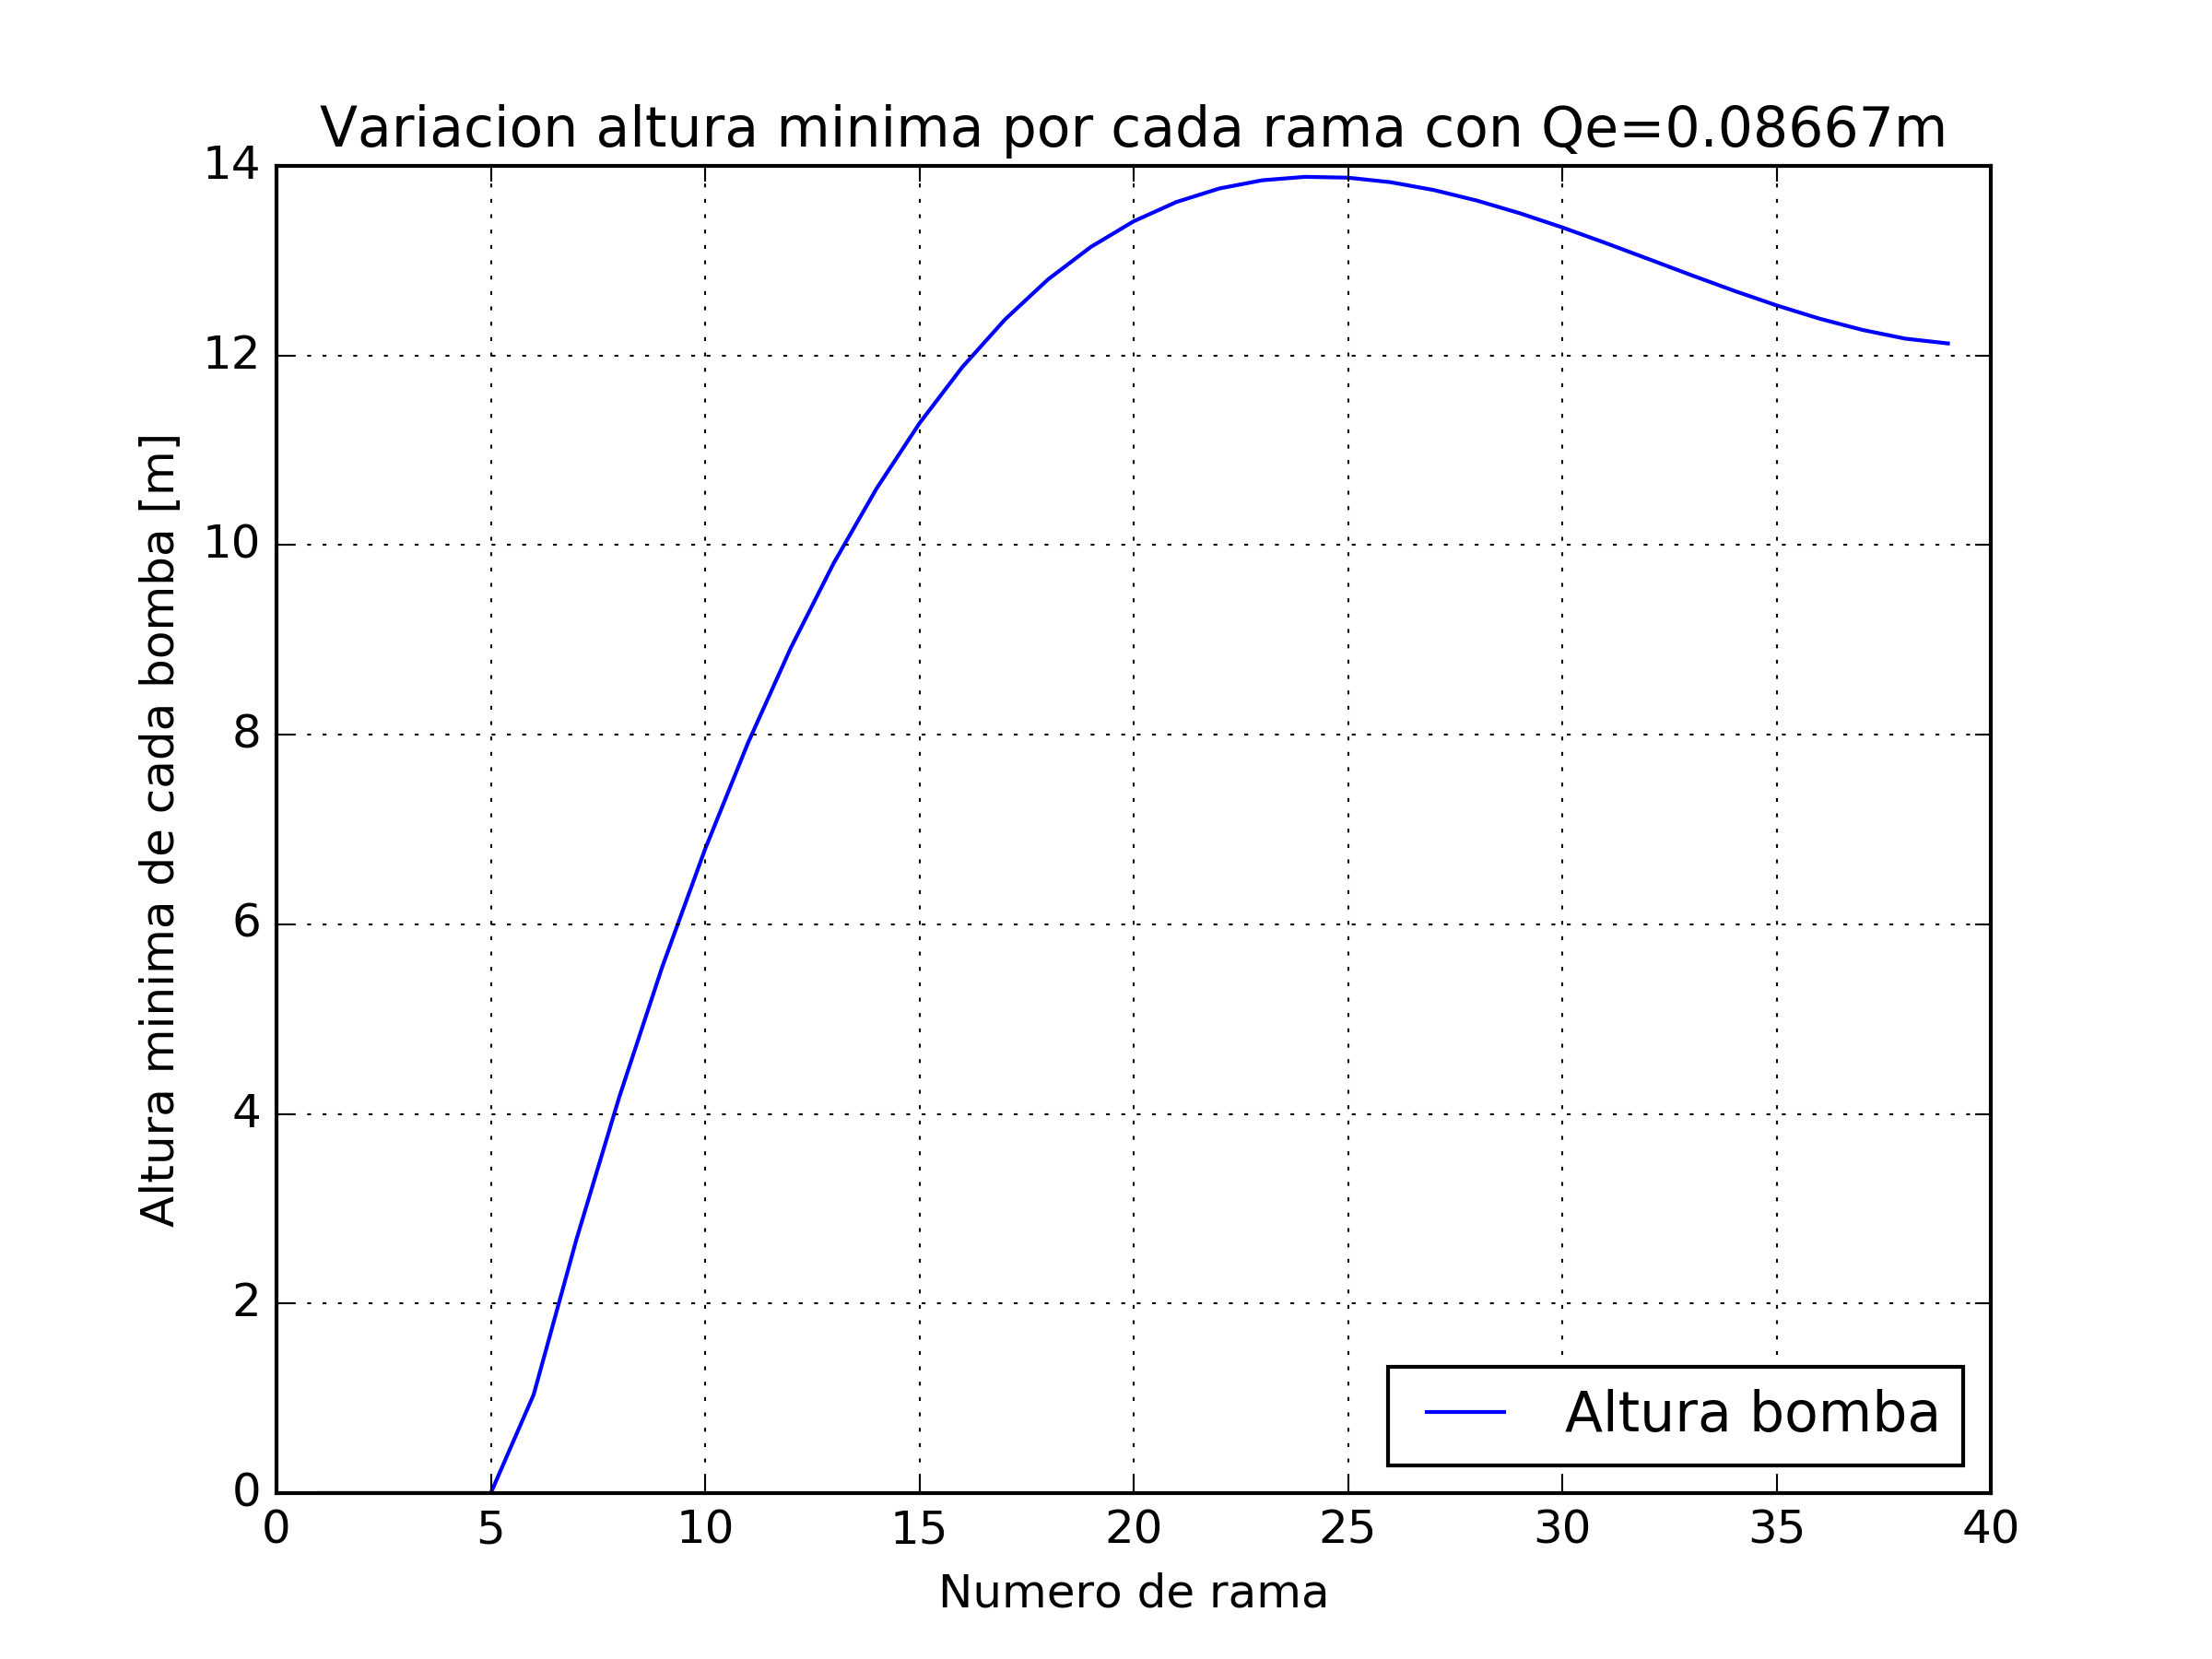 Variacion altura minima por cada rama con Qe=0.08667m
14
12
10
8
6
4
2
0
Altura minima de cada bomba [m]
Altura bomba
0 5 10 15 20 25 30 35 40
Numero de rama